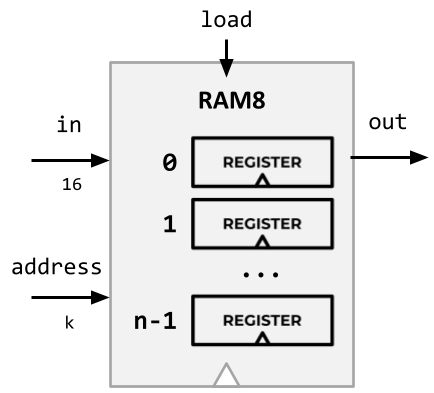 load
RAM8
in
16
out
0 REGISTER
1 REGISTER
...
address
k
n-1 REGISTER